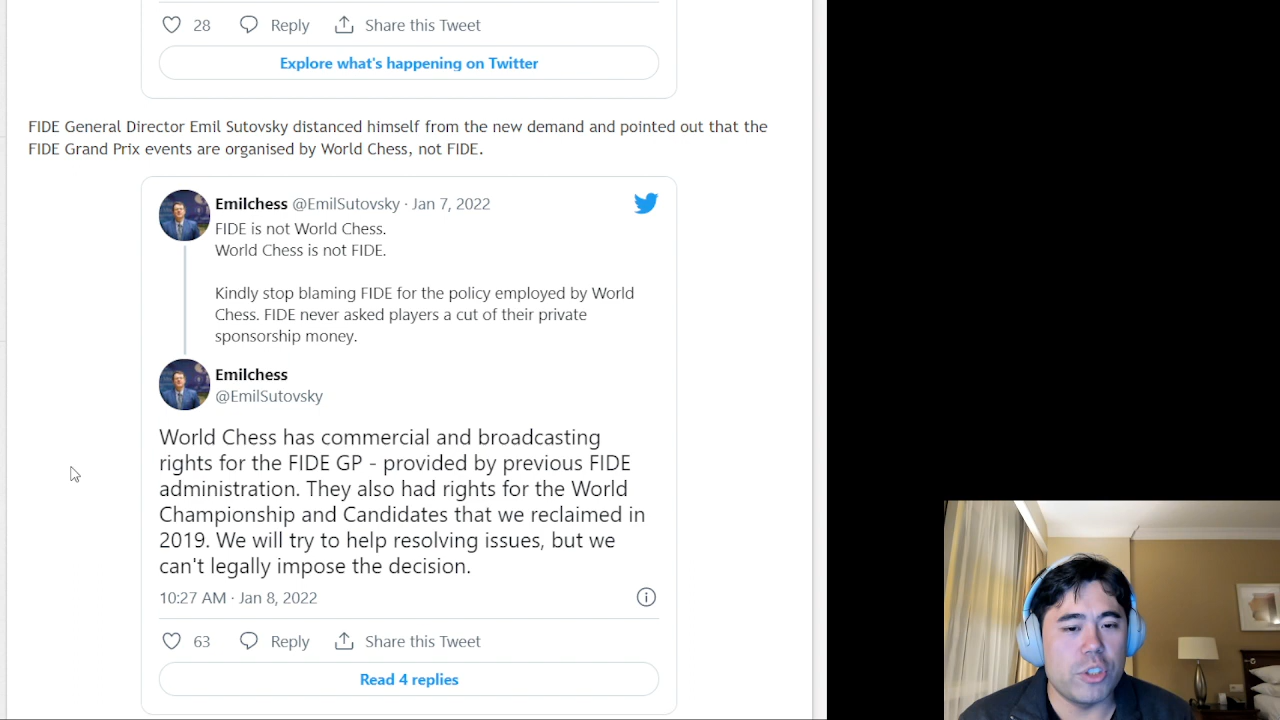 28 Reply Share this Tweet
Explore what's happening on Twitter
FIDE General Director Emil Sutovsky distanced himself from the new demand and pointed out that the
FIDE Grand Prix events are organised by World Chess, not FIDE.
Emilchess @EmilSutovsky · Jan 7, 2022
FIDE is not World Chess.
World Chess is not FIDE.
Kindly stop blaming FIDE for the policy employed by World
Chess. FIDE never asked players a cut of their private
sponsorship money.
Emilchess
@EmilSutovsky
World Chess has commercial and broadcasting
rights for the FIDE GP - provided by previous FIDE
administration. They also had rights for the World
Championship and Candidates that we reclaimed in
2019. We will try to help resolving issues, but we
can't legally impose the decision.
10:27 AM · Jan 8, 2022
63 Reply Share this Tweet
Read 4 replies